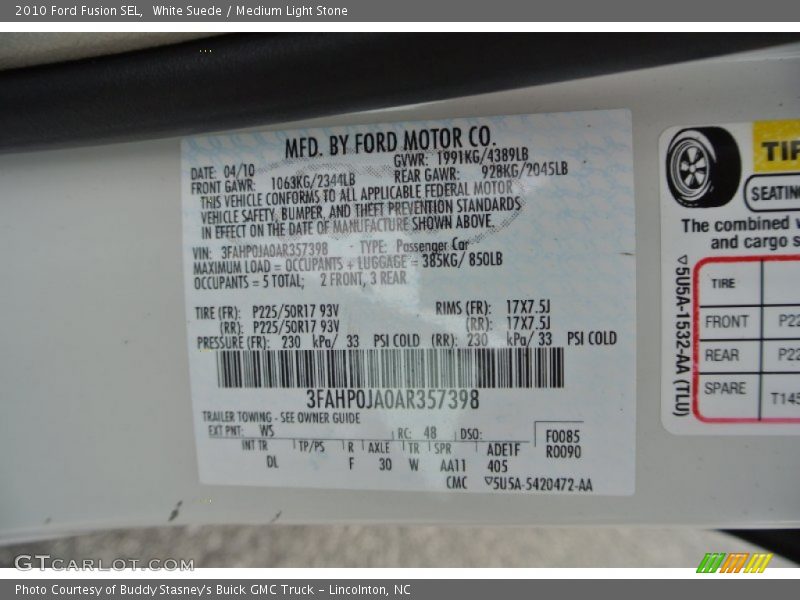 2010 Ford Fusion SEL, White Suede / Medium Light Stone
MFD. BY FORD MOTOR CO.
DATE: 04/10 GVWR: 1991KG/4389LB
FRONT GAWR: 1063KG/2344LB REAR GAWR: 928KG/2045LB
THIS VEHICLE CONFORMS TO ALL APPLICABLE FEDERAL MOTOR
VEHICLE SAFETY, BUMPER, AND THEFT PREVENTION STANDARDS
IN EFFECT ON THE DATE OF MANUFACTURE SHOWN ABOVE.
VIN: 3FAHP0JA0AR357398 - TYPE: Passenger Car
MAXIMUM LOAD = OCCUPANTS + LUGGAGE = 385KG/ 850LB
OCCUPANTS = 5 TOTAL; 2 FRONT, 3 REAR
TIRE (FR): P225/50R17 93V RIMS (FR): 17X7.5J
(RR): P225/50R17 93V (RR): 17X7.5J
PRESSURE (FR): 230 kPa/ 33 PSI COLD (RR): 230 kPa/ 33 PSI COLD
3FAHP0JA0AR357398
TRAILER TOWING - SEE OWNER GUIDE
EXT PNT: WS RC: 48 DSO: F0085
R0090
INT TR TP/PS R AXLE TR SPR ADE1F
DL F 30 W AA11 405
CMC ▽5U5A-5420472-AA
SEATING
The combined
and cargo
▽5U5A-1532-AA (TLU)
TIRE
FRONT P22
REAR P22
SPARE T145
GTCARLOT.COM
Photo Courtesy of Buddy Stasney's Buick GMC Truck - Lincolnton, NC